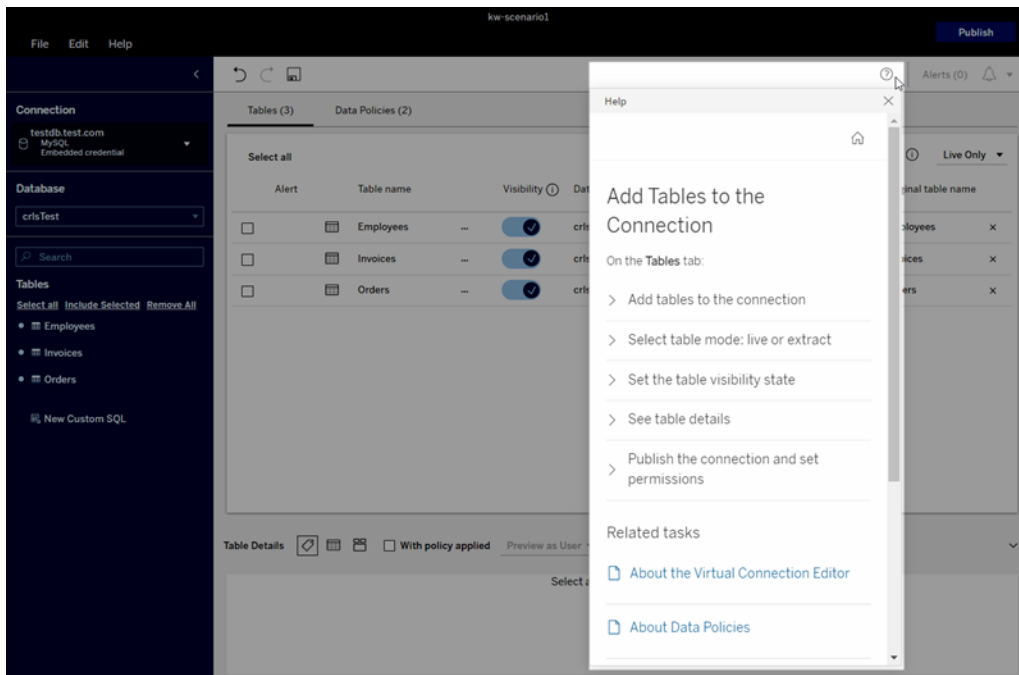 kw-scenario1
Publish
File Edit Help
Alerts (0)
Connection
testdb.test.com
MySQL
Embedded credential
Database
crlsTest
Search
Tables
Select all Include Selected Remove All
Employees
Invoices
Orders
New Custom SQL
Tables (3) Data Policies (2)
Select all
Live Only
Alert Table name Visibility
Employees ...
Invoices ...
Orders ...
table name
Table Details With policy applied Preview as User
Help
Add Tables to the
Connection
On the Tables tab:
Add tables to the connection
Select table mode: live or extract
Set the table visibility state
See table details
Publish the connection and set
permissions
Related tasks
About the Virtual Connection Editor
About Data Policies